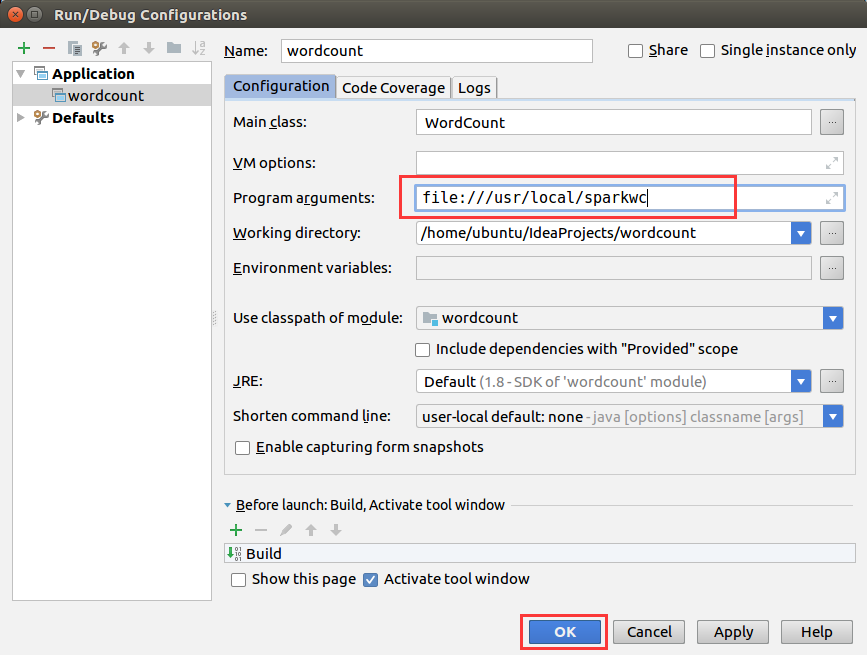 Run/Debug Configurations
Name: wordcount Share Single instance only
Application
wordcount
Defaults
Configuration Code Coverage Logs
Main class: WordCount ...
VM options:
Program arguments: file:///usr/local/sparkwc
Working directory: /home/ubuntu/IdeaProjects/wordcount ...
Environment variables: ...
Use classpath of module: wordcount
Include dependencies with "Provided" scope
JRE: Default (1.8 - SDK of 'wordcount' module) ...
Shorten command line: user-local default: none - java [options] classname [args]
Enable capturing form snapshots
Before launch: Build, Activate tool window
Build
Show this page Activate tool window
OK Cancel Apply Help